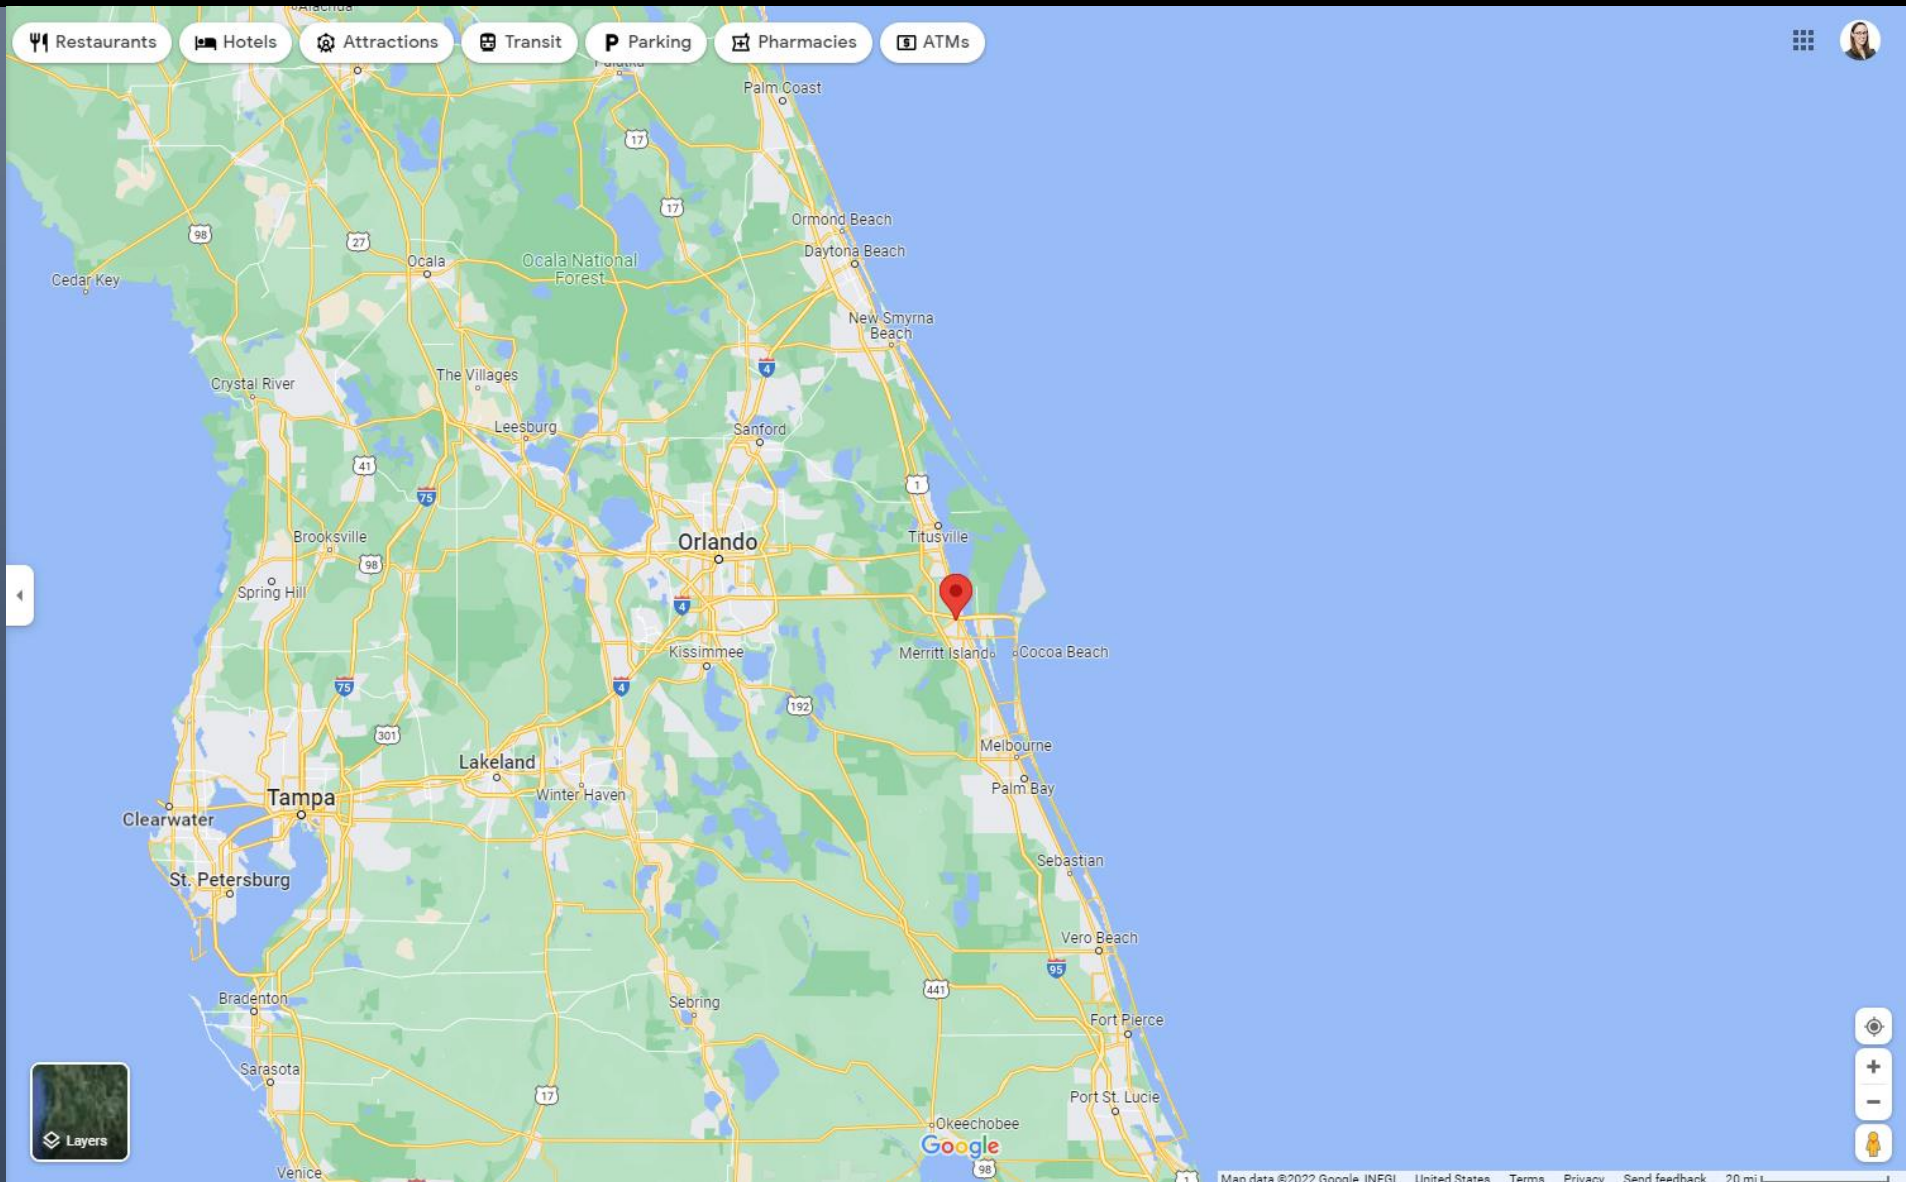 Alachua
Restaurants
Hotels
Attractions
Transit
Parking
Pharmacies
ATMs
Palatka
Palm Coast
17
17
Ormond Beach
98
27
Daytona Beach
Ocala
Ocala National
Forest
Cedar Key
New Smyrna
Beach
4
The Villages
Crystal River
Leesburg
Sanford
41
1
75
Brooksville
Orlando
Titusville
98
Spring Hill
4
Kissimmee
Merritt Island
Cocoa Beach
75
4
192
301
Melbourne
Lakeland
Palm Bay
Winter Haven
Tampa
Clearwater
Sebastian
St. Petersburg
Vero Beach
95
441
Bradenton
Sebring
Fort Pierce
Sarasota
17
Port St. Lucie
Okeechobee
Layers
Google
98
Venice
1
Map data ©2022 Google, INEGI United States Terms Privacy Send feedback 20 mi